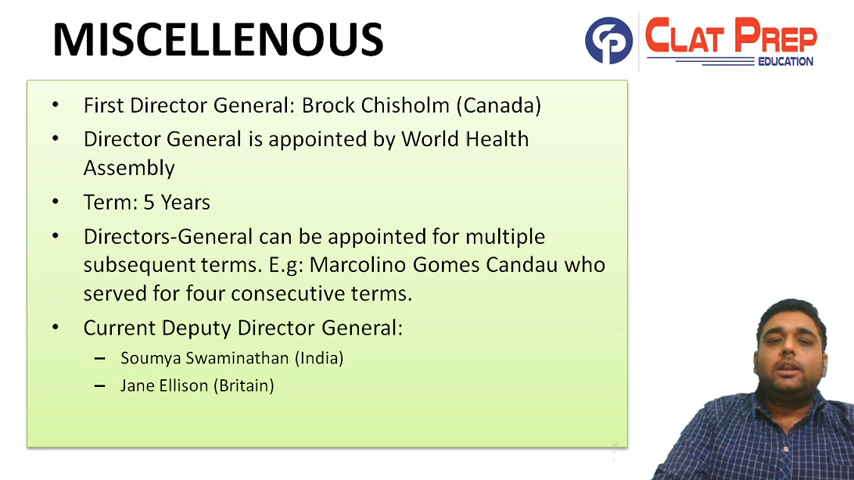 MISCELLENOUS
CLAT PREP
EDUCATION
• First Director General: Brock Chisholm (Canada)
• Director General is appointed by World Health
Assembly
• Term: 5 Years
• Directors-General can be appointed for multiple
subsequent terms. E.g: Marcolino Gomes Candau who
served for four consecutive terms.
• Current Deputy Director General:
– Soumya Swaminathan (India)
– Jane Ellison (Britain)